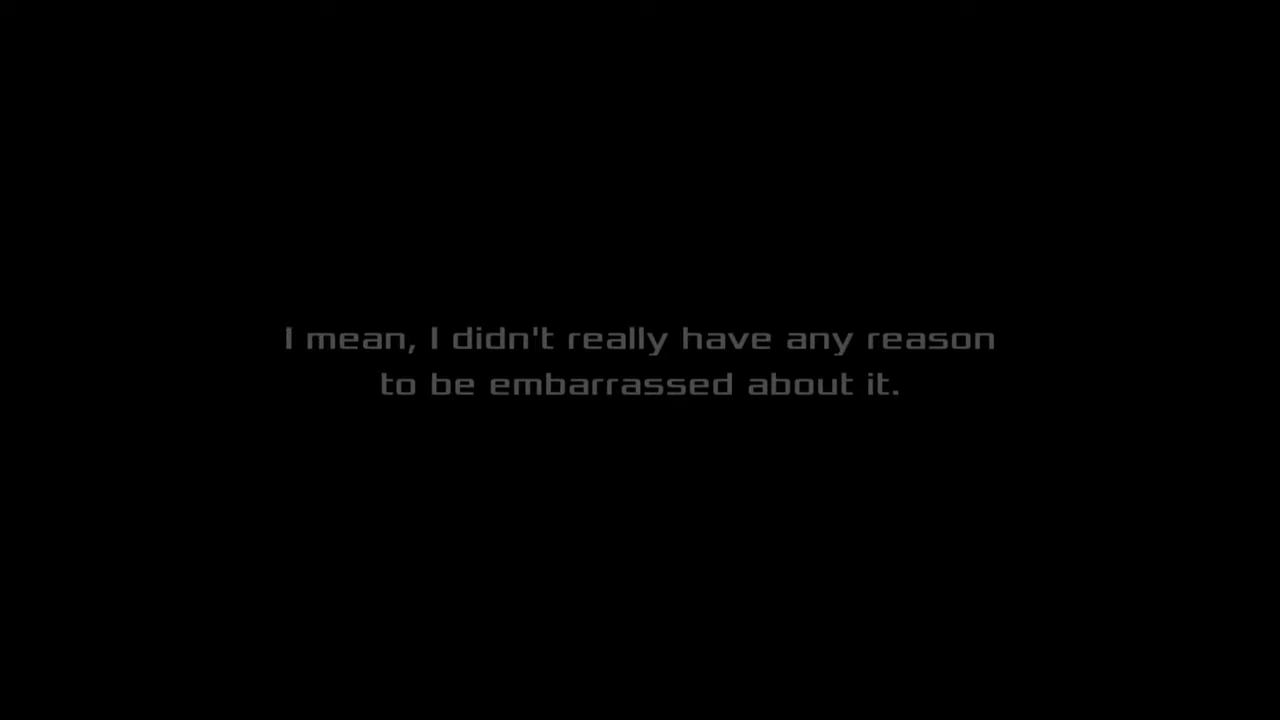 I mean, I didn't really have any reason
to be embarrassed about it.